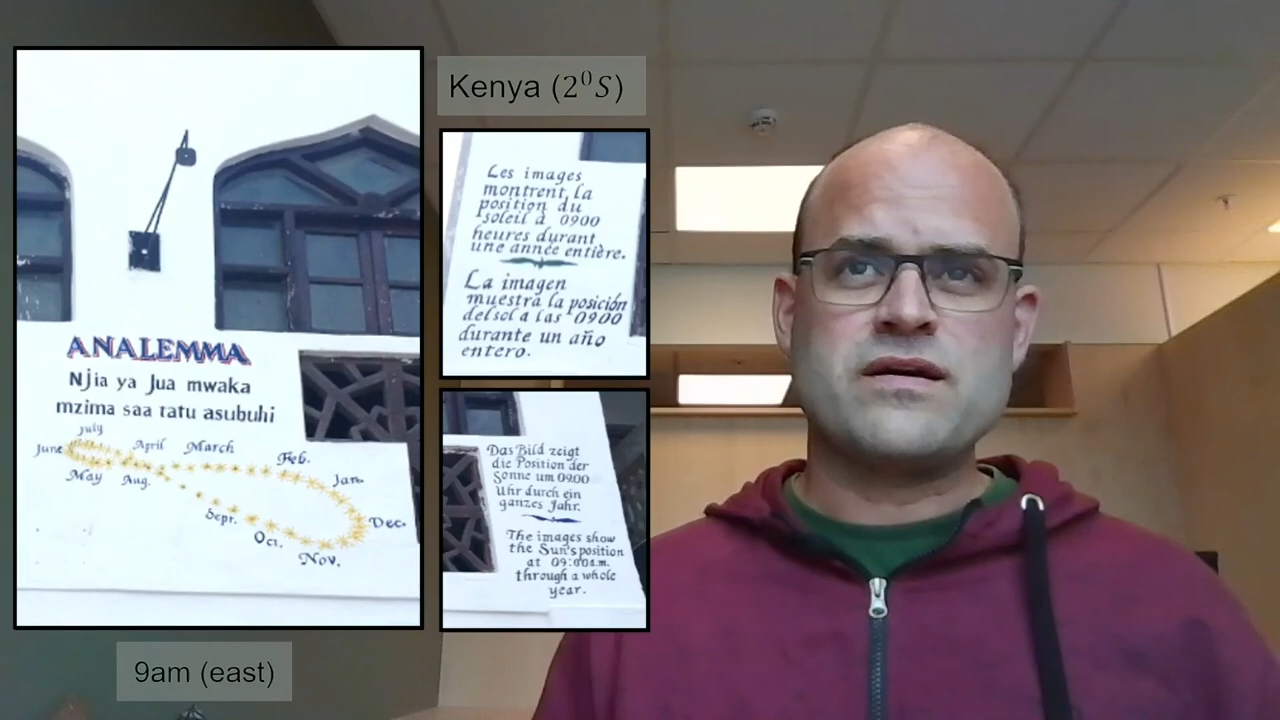 Kenya (2⁰S)
ANALEMMA
Njia ya Jua mwaka
mzima saa tatu asubuhi
July
June
April
March
Feb.
May
Aug.
Jan.
Sept.
Dec.
Oct.
Nov.
Les images
montrent la
position du
soleil à 0900
heures durant
une année entière.
La imagen
muestra la posición
del sol a las 0900
durante un año
entero.
Das Bild zeigt
die Position der
Sonne um 0900
Uhr durch ein
ganzes Jahr.
The images show
the Sun's position
at 09:00a.m.
through a whole
year.
9am (east)